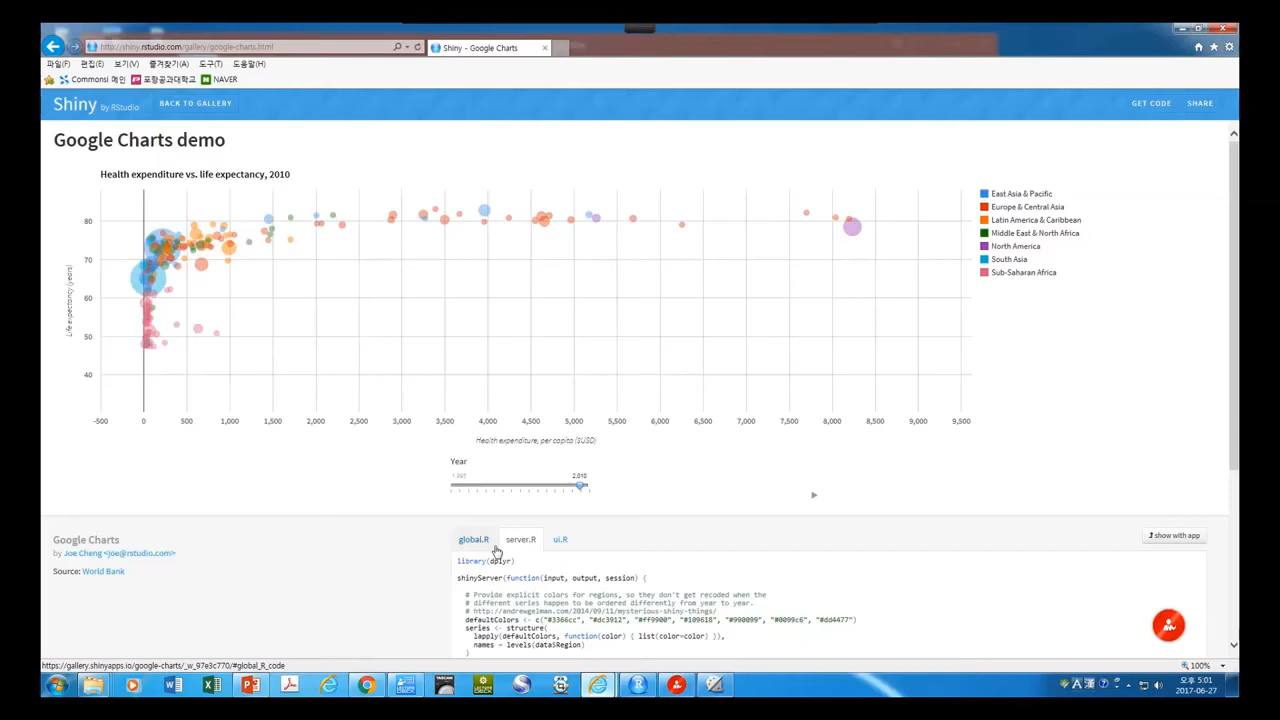 http://shiny.rstudio.com/gallery/google-charts.html
Shiny - Google Charts
파일(F) 편집(E) 보기(V) 즐겨찾기(A) 도구(T) 도움말(H)
Commonsi 메인 포항공과대학교 NAVER
Shiny by RStudio BACK TO GALLERY GET CODE SHARE
Google Charts demo
Health expenditure vs. life expectancy, 2010
East Asia & Pacific
Europe & Central Asia
Latin America & Caribbean
Middle East & North Africa
North America
South Asia
Sub-Saharan Africa
80
70
60
50
40
Life expectancy (years)
-500 0 500 1,000 1,500 2,000 2,500 3,000 3,500 4,000 4,500 5,000 5,500 6,000 6,500 7,000 7,500 8,000 8,500 9,000 9,500
Health expenditure, per capita ($USD)
Year
1,995 2,010
Google Charts
by Joe Cheng <joe@rstudio.com>
Source: World Bank
global.R server.R ui.R
show with app
library(dplyr)
shinyServer(function(input, output, session) {
# Provide explicit colors for regions, so they don't get recoded when the
# different series happen to be ordered differently from year to year.
# http://andrewgelman.com/2014/09/11/mysterious-shiny-things/
defaultColors <- c("#3366cc", "#dc3912", "#ff9900", "#109618", "#990099", "#0099c6", "#dd4477")
series <- structure(
lapply(defaultColors, function(color) { list(color=color) }),
names = levels(data$Region)
)
https://gallery.shinyapps.io/google-charts/_w_97e3c770/#global_R_code
100%
오후 5:01
2017-06-27